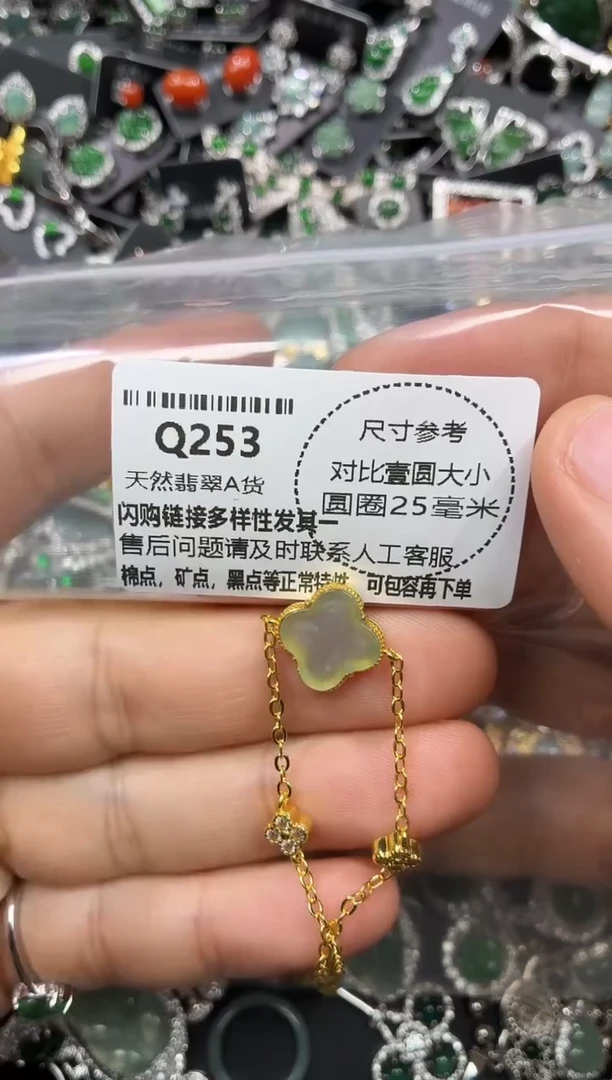 Q253
天然翡翠A货
尺寸参考
对比壹圆大小
圆圈25毫米
闪购链接多样性发其一
售后问题请及时联系人工客服
棉点，矿点，黑点等正常特性 可包容再下单